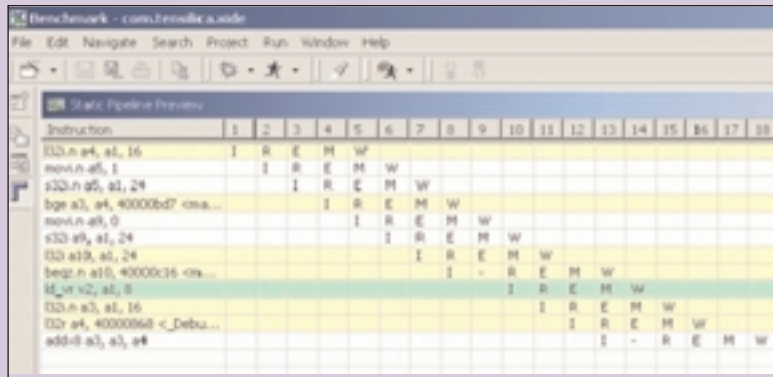 Benchmark - com.tensilica.xide
File Edit Navigate Search Project Run Window Help
Static Pipeline Preview
Instruction 1 2 3 4 5 6 7 8 9 10 11 12 13 14 15 16 17 18
l32i.n a4, a1, 16 I R E M W
movi.n a5, 1 I R E M W
s32i.n a5, a1, 24 I R E M W
bge a3, a4, 40000bd7 <ma... I R E M W
movi.n a9, 0 I R E M W
s32i a9, a1, 24 I R E M W
l32i a10, a1, 24 I R E M W
beqz.n a10, 40000c16 <m... I - R E M W
ld_vr v2, a1, 8 I R E M W
l32i.n a3, a1, 16 I R E M W
l32r a4, 40000868 <_Debu... I R E M W
addx8 a3, a3, a4 I - R E M W